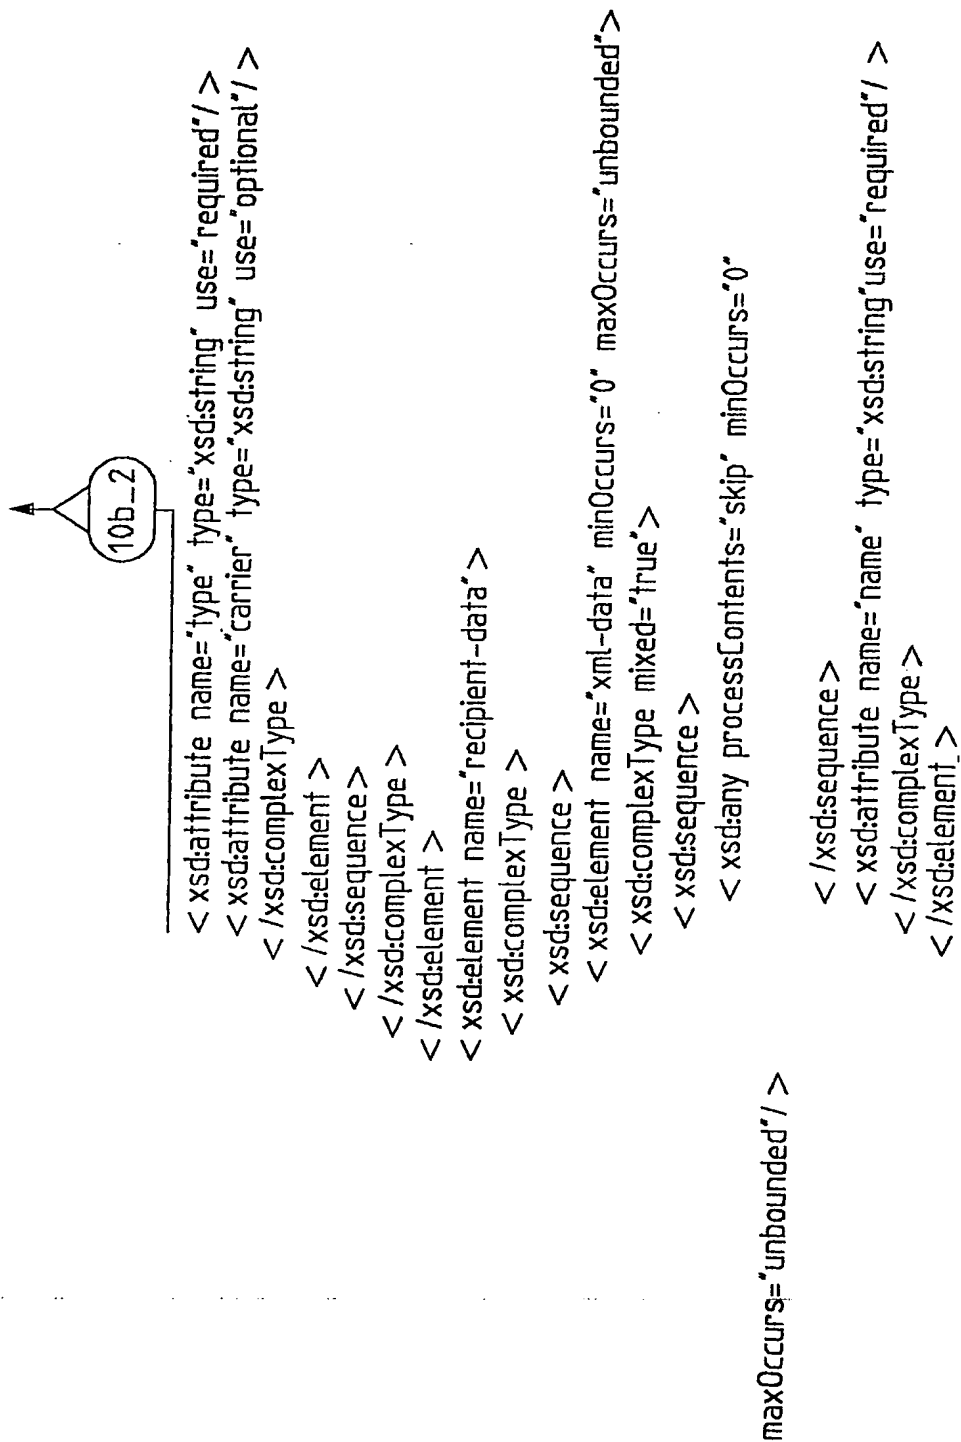 10b_2
< xsd:attribute name="type" type="xsd:string" use="required"/ >
< xsd:attribute name="carrier" type="xsd:string" use="optional"/ >
< /xsd:complexType >
< /xsd:element >
< /xsd:sequence >
< /xsd:complexType >
< /xsd:element >
< xsd:element name="recipient-data" >
< xsd:complexType >
< xsd:sequence >
< xsd:element name="xml-data" minOccurs="0" maxOccurs="unbounded" >
< xsd:complexType mixed="true" >
< xsd:sequence >
< xsd:any processContents="skip" minOccurs="0"
maxOccurs="unbounded"/ >
< /xsd:sequence >
< xsd:attribute name="name" type="xsd:string"use="required"/ >
< /xsd:complexType >
< /xsd:element_ >